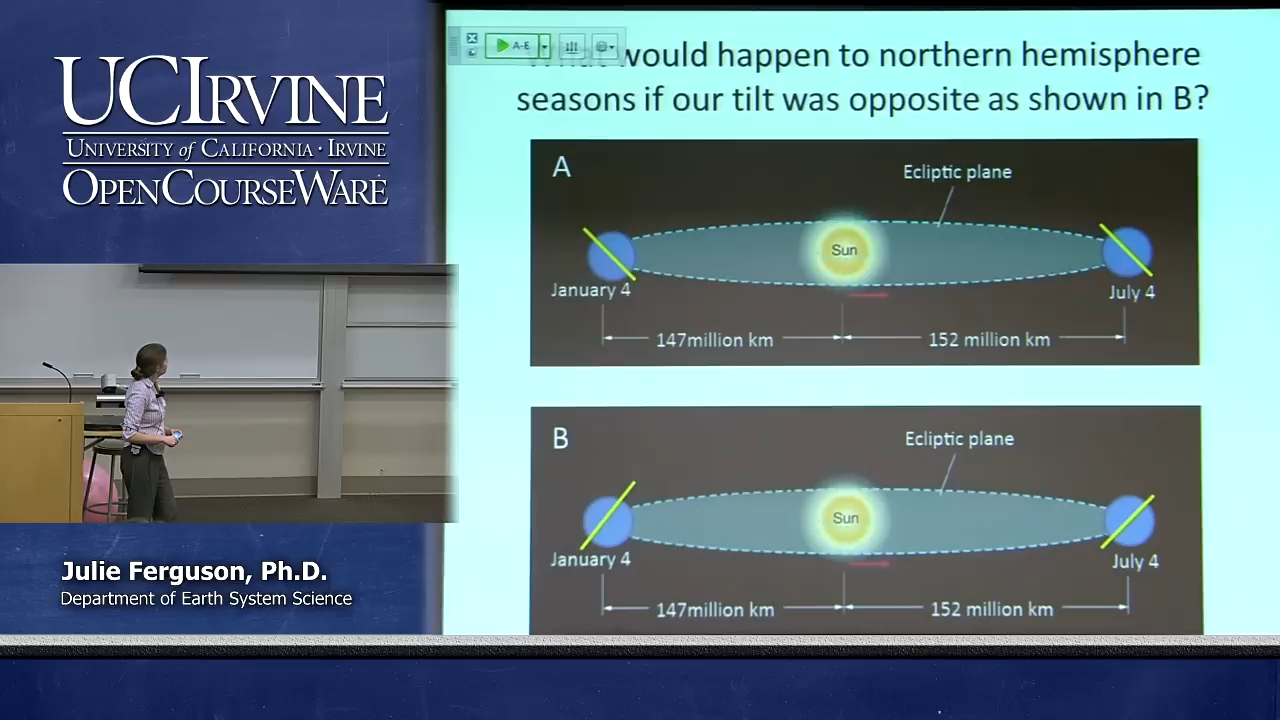 UCIRVINE
UNIVERSITY of CALIFORNIA · IRVINE
OPENCOURSEWARE
Julie Ferguson, Ph.D.
Department of Earth System Science
A-E
What would happen to northern hemisphere
seasons if our tilt was opposite as shown in B?
A
Ecliptic plane
Sun
January 4
July 4
147million km
152 million km
B
Ecliptic plane
Sun
January 4
July 4
147million km
152 million km